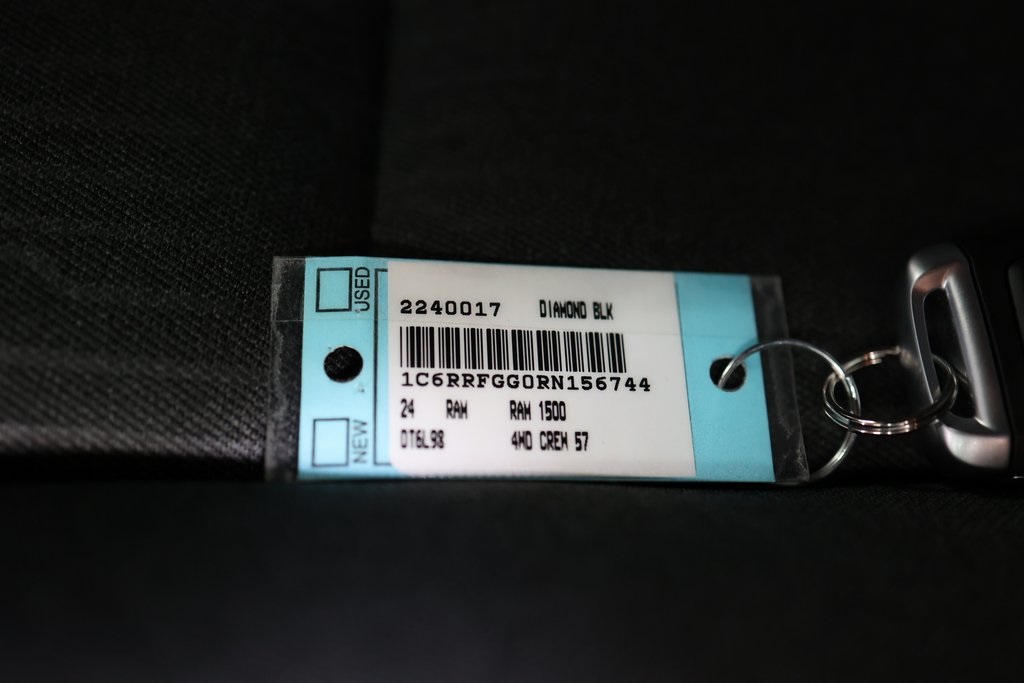 USED
NEW
2240017 DIAMOND BLK
1C6RRFGG0RN156744
24 RAM RAM 1500
DT6L98 4WD CREW 57